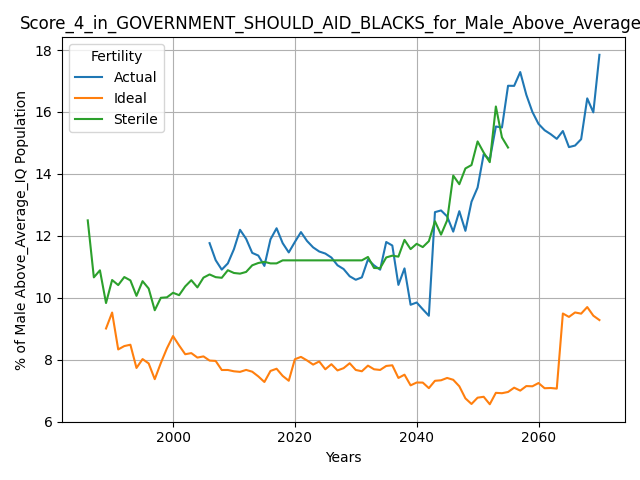 Score_4_in_GOVERNMENT_SHOULD_AID_BLACKS_for_Male_Above_Average
Fertility
Actual
Ideal
Sterile
% of Male Above_Average_IQ Population
18
16
14
12
10
8
6
2000
2020
2040
2060
Years